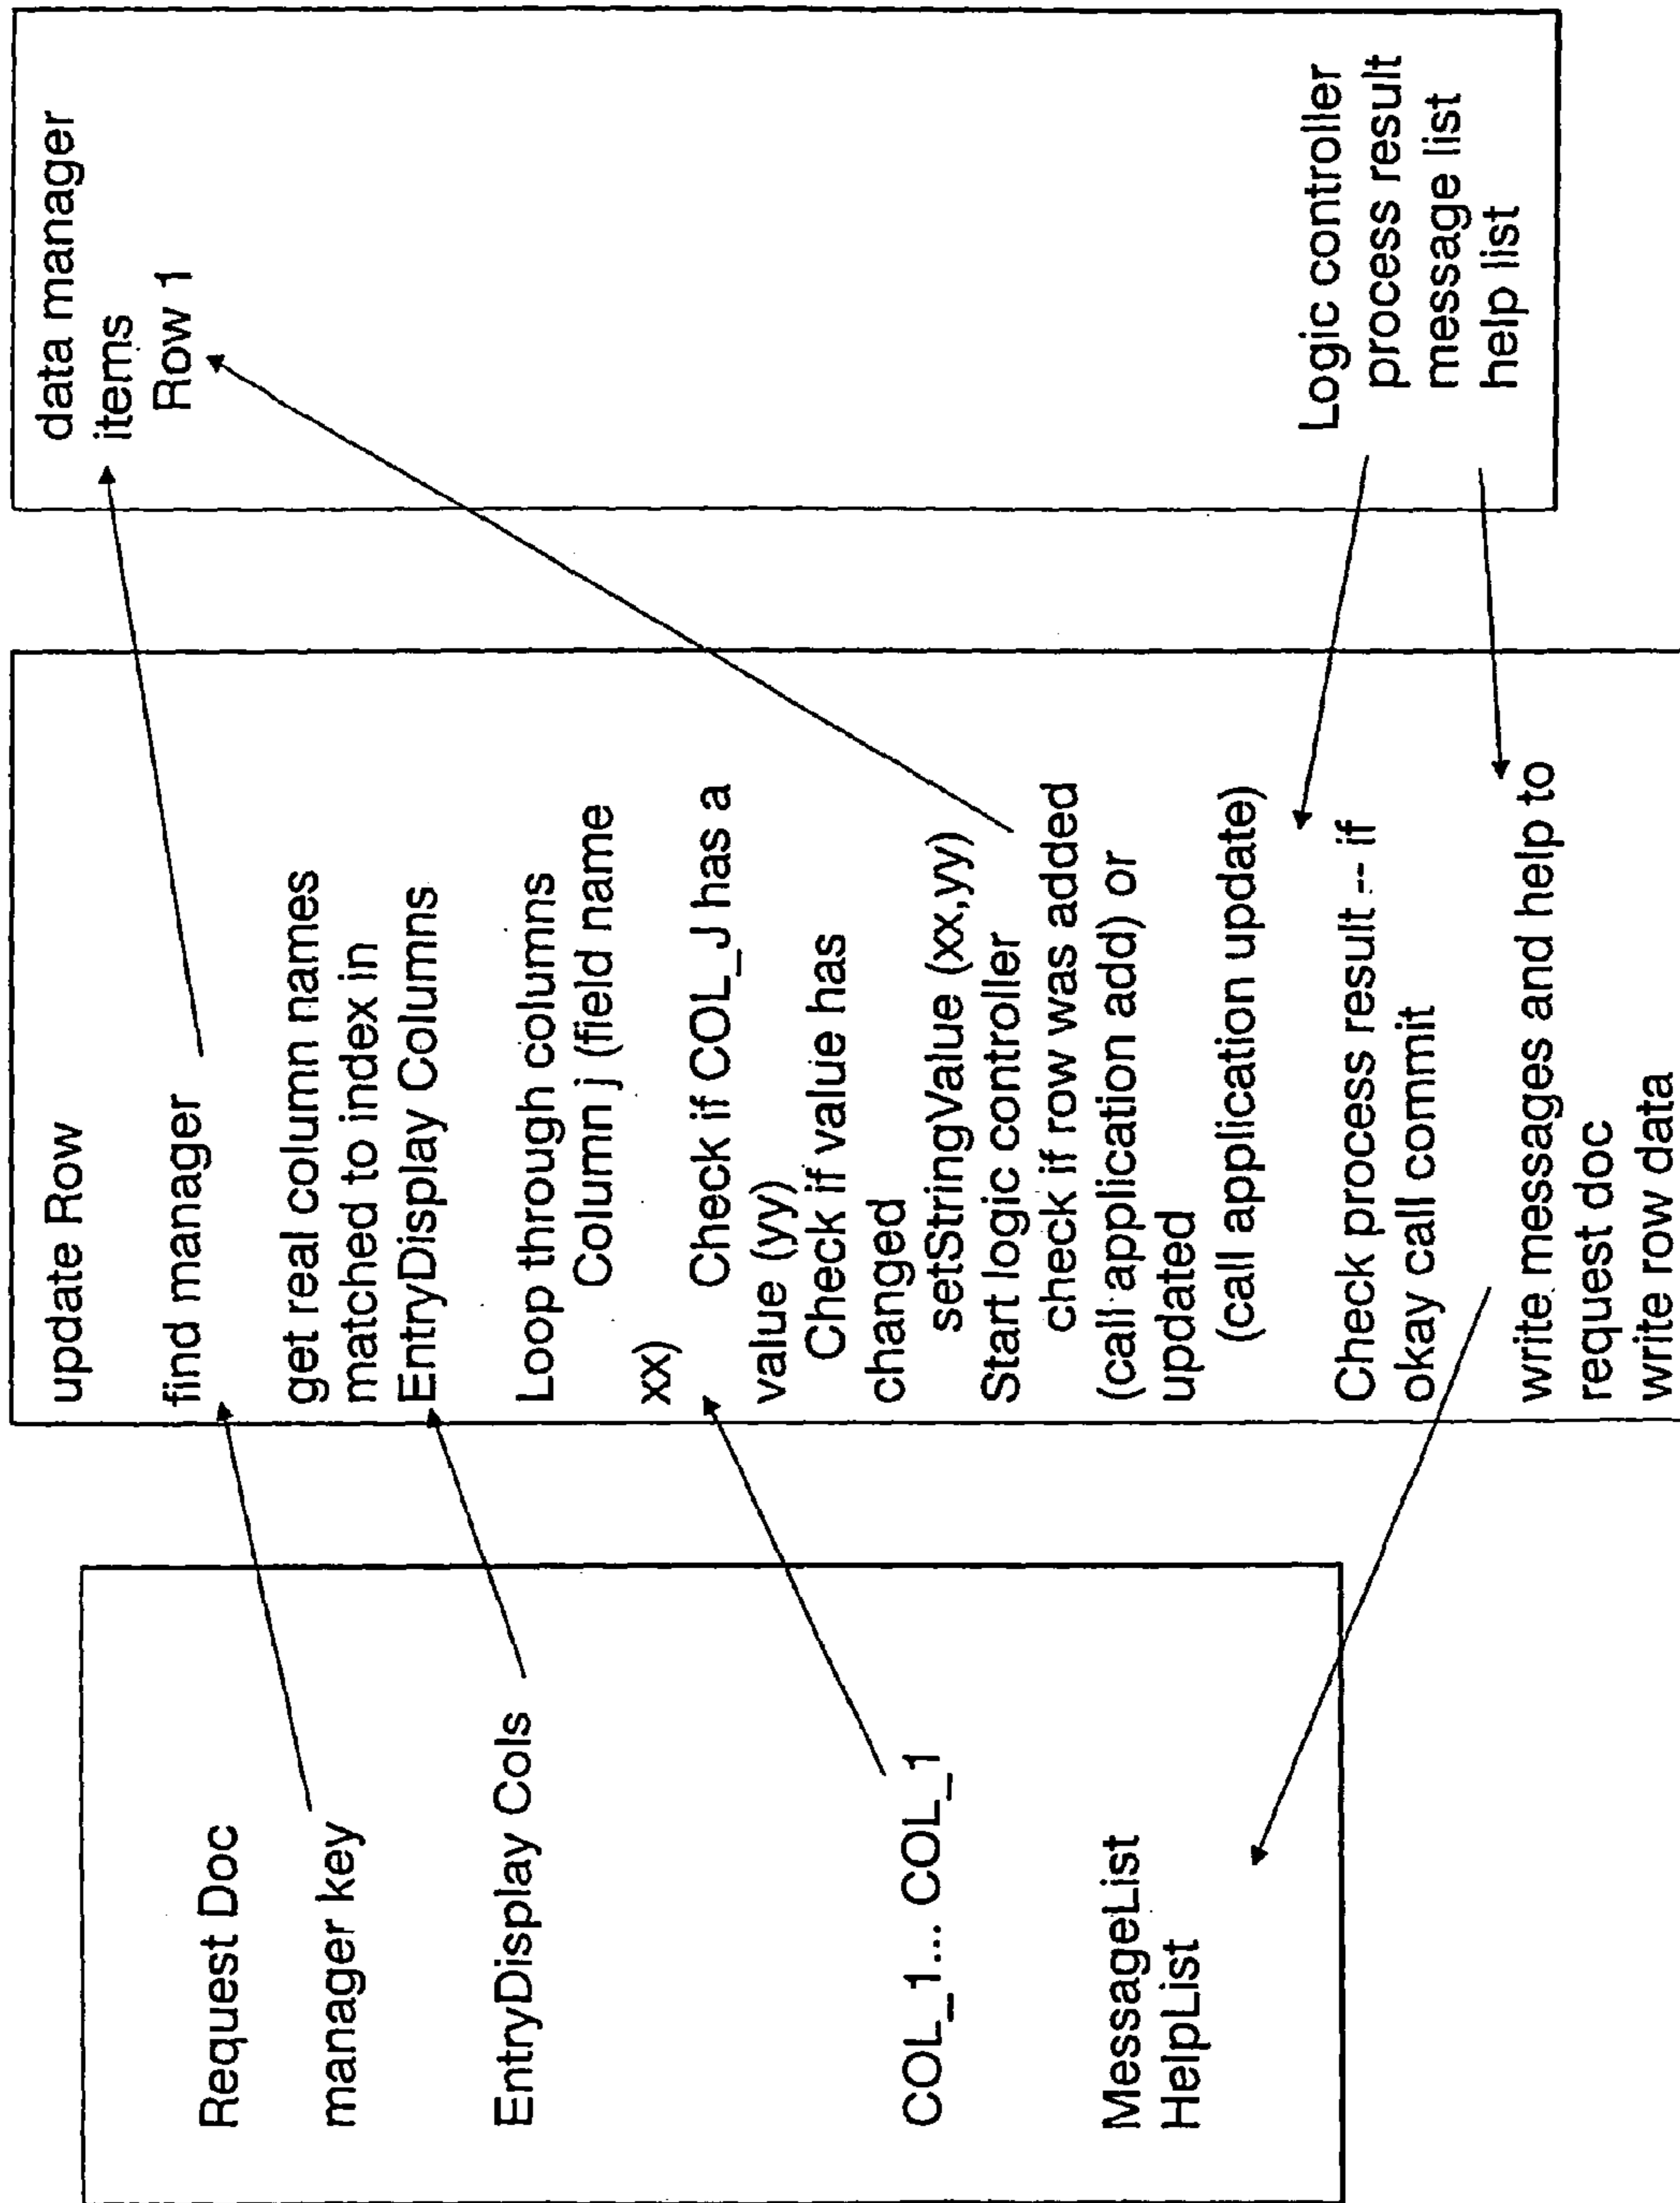 Request Doc
manager key
EntryDisplay Cols
COL_1... COL_1
MessageList
HelpList
update Row
find manager
get real column names
matched to index in
EntryDisplay Columns
Loop through columns
Column j (field name
xx)
Check if COL_J has a
value (yy)
Check if value has
changed
setStringValue (xx,yy)
Start logic controller
check if row was added
(call application add) or
updated
(call application update)
Check process result -- if
okay call commit
write messages and help to
request doc
write row data
data manager
items
Row 1
Logic controller
process result
message list
help list